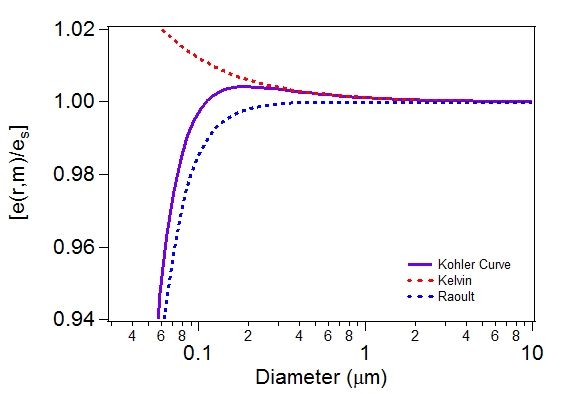 1.02
1.00
0.98
0.96
0.94
[e(r,m)/es]
Kohler Curve
Kelvin
Raoult
4 6 8 2 4 6 8 2 4 6 8
0.1 1 10
Diameter (μm)